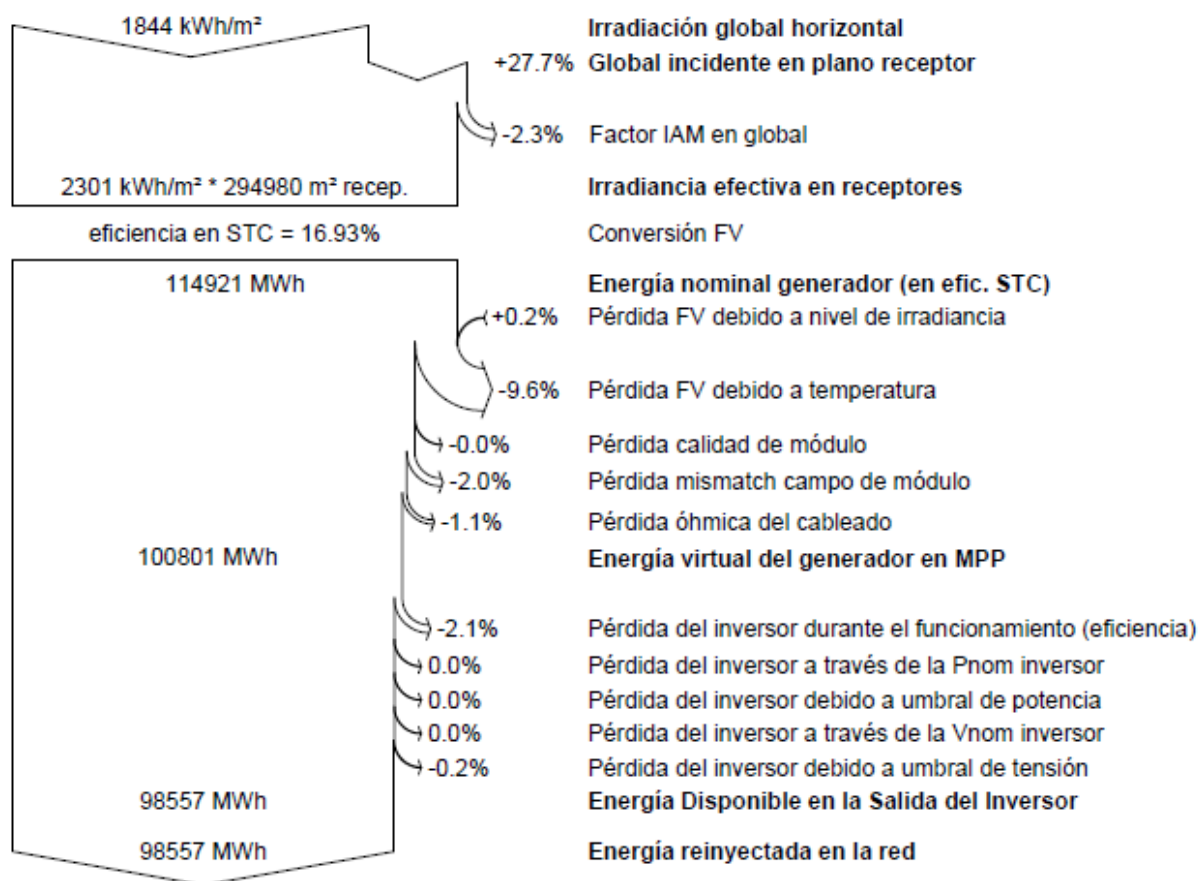 1844 kWh/m² Irradiación global horizontal
+27.7% Global incidente en plano receptor
-2.3% Factor IAM en global
2301 kWh/m² * 294980 m² recep. Irradiancia efectiva en receptores
eficiencia en STC = 16.93% Conversión FV
114921 MWh Energía nominal generador (en efic. STC)
+0.2% Pérdida FV debido a nivel de irradiancia
-9.6% Pérdida FV debido a temperatura
-0.0% Pérdida calidad de módulo
-2.0% Pérdida mismatch campo de módulo
-1.1% Pérdida óhmica del cableado
100801 MWh Energía virtual del generador en MPP
-2.1% Pérdida del inversor durante el funcionamiento (eficiencia)
0.0% Pérdida del inversor a través de la Pnom inversor
0.0% Pérdida del inversor debido a umbral de potencia
0.0% Pérdida del inversor a través de la Vnom inversor
-0.2% Pérdida del inversor debido a umbral de tensión
98557 MWh Energía Disponible en la Salida del Inversor
98557 MWh Energía reinyectada en la red